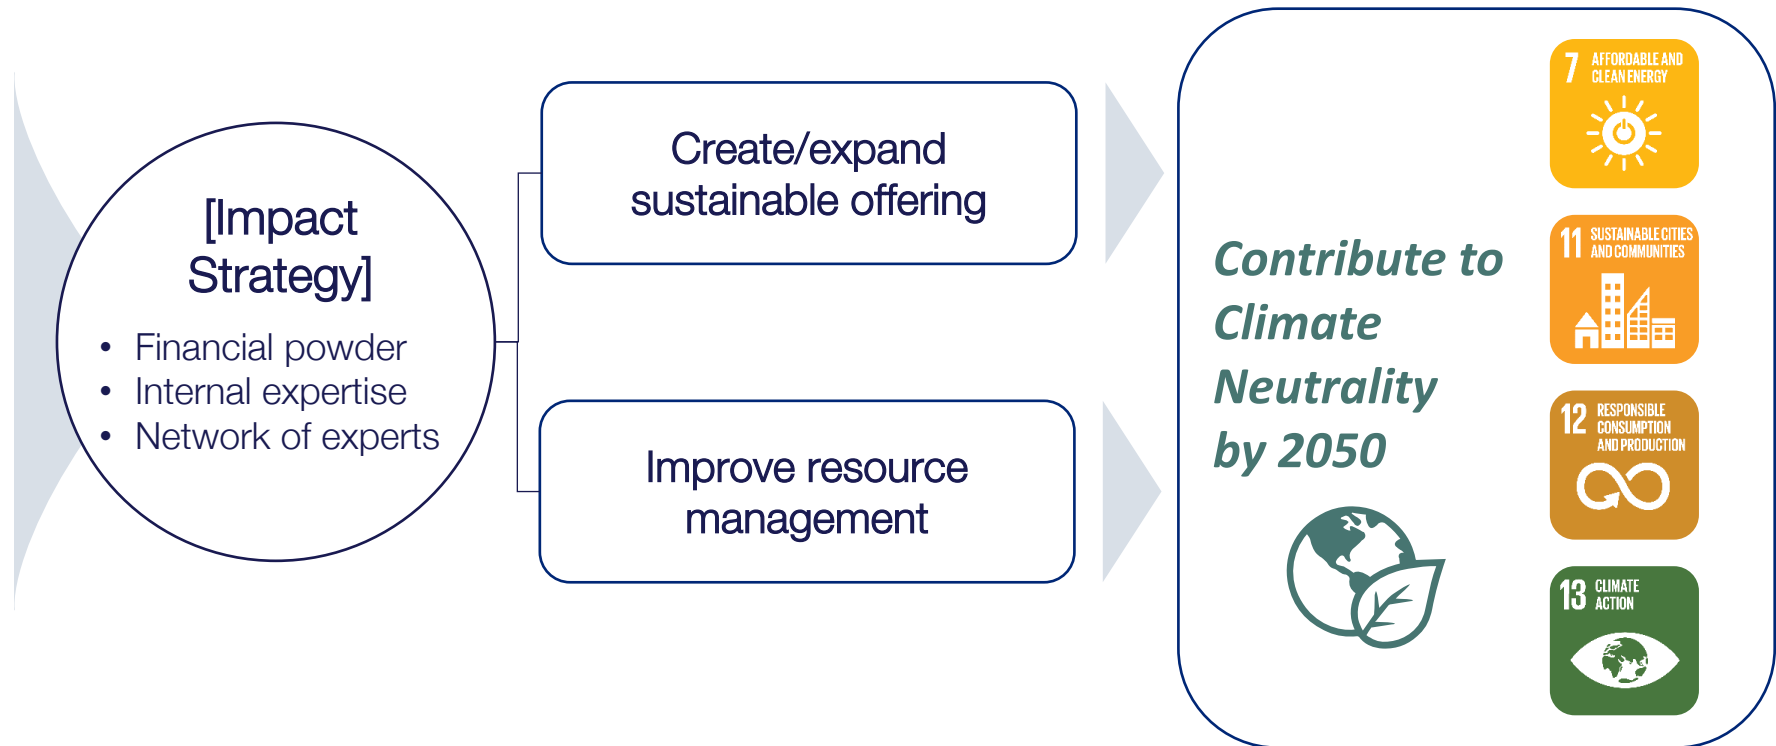 [Impact
Strategy]
• Financial powder
• Internal expertise
• Network of experts
Create/expand
sustainable offering
Improve resource
management
Contribute to
Climate
Neutrality
by 2050
7 AFFORDABLE AND
CLEAN ENERGY
11 SUSTAINABLE CITIES
AND COMMUNITIES
12 RESPONSIBLE
CONSUMPTION
AND PRODUCTION
13 CLIMATE
ACTION